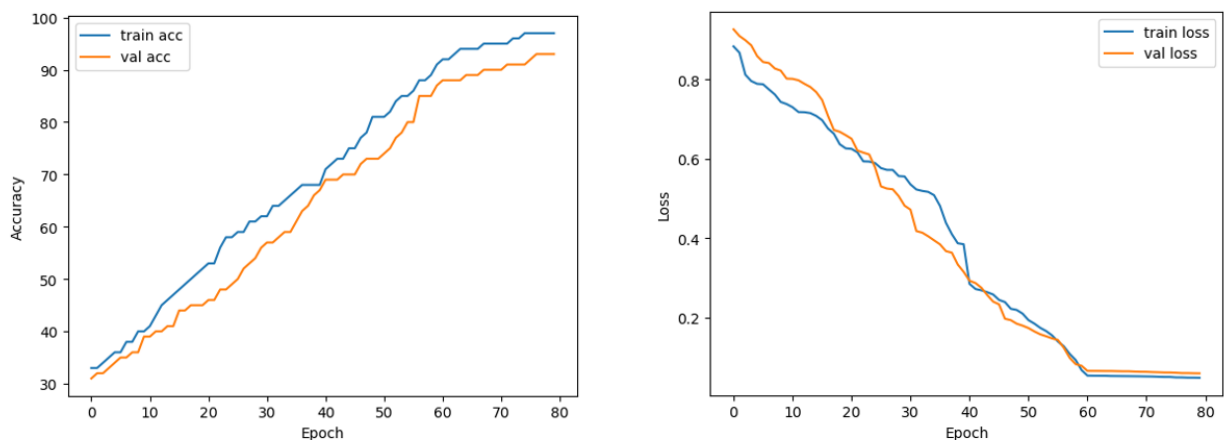 100
90
80
70
60
50
40
30
0 10 20 30 40 50 60 70 80
Epoch
Accuracy
train acc
val acc
0.8
0.6
0.4
0.2
0 10 20 30 40 50 60 70 80
Epoch
Loss
train loss
val loss